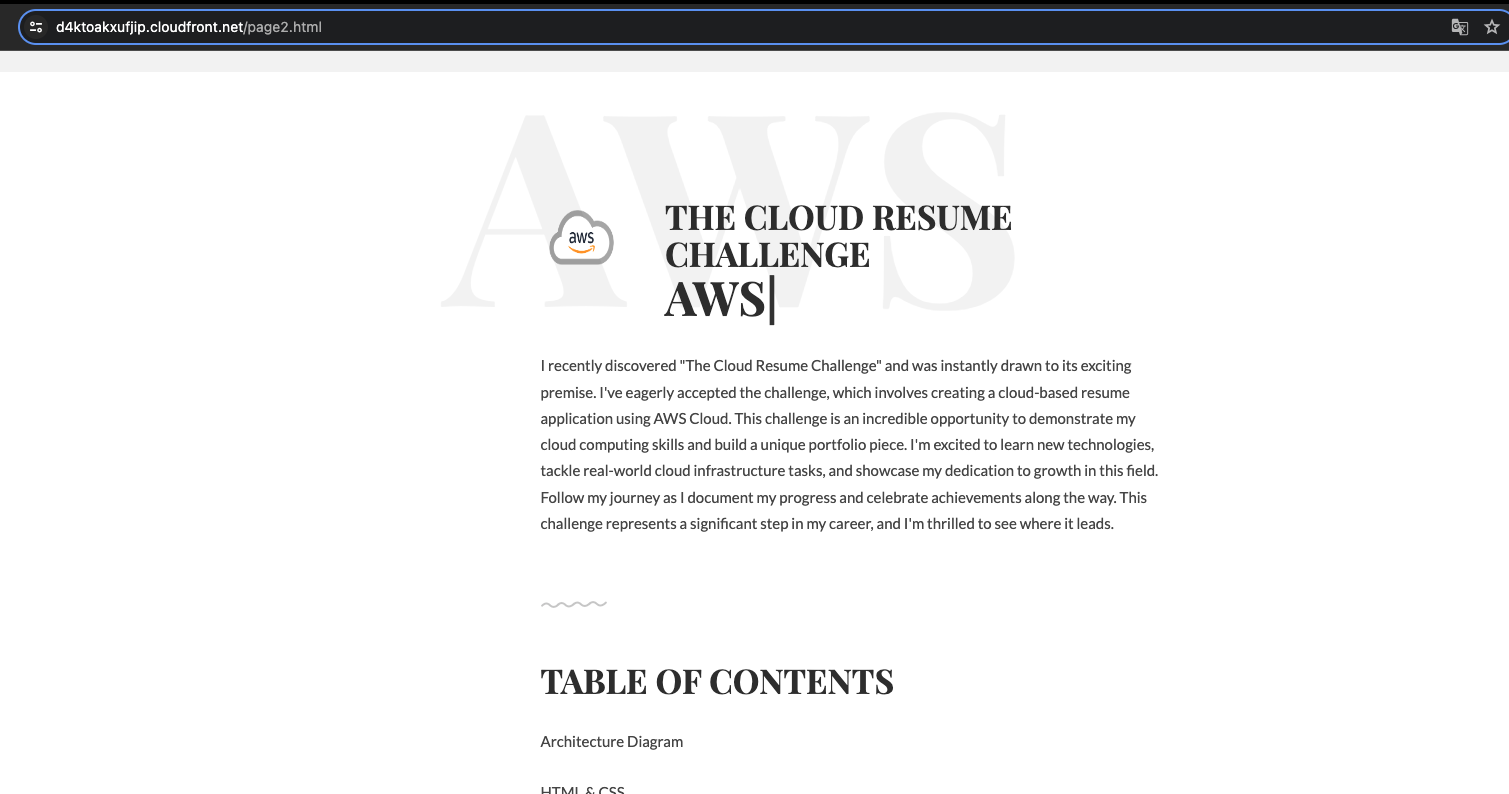 d4ktoakxufjip.cloudfront.net/page2.html
AWS
aws
THE CLOUD RESUME
CHALLENGE
AWS|
I recently discovered "The Cloud Resume Challenge" and was instantly drawn to its exciting
premise. I've eagerly accepted the challenge, which involves creating a cloud-based resume
application using AWS Cloud. This challenge is an incredible opportunity to demonstrate my
cloud computing skills and build a unique portfolio piece. I'm excited to learn new technologies,
tackle real-world cloud infrastructure tasks, and showcase my dedication to growth in this field.
Follow my journey as I document my progress and celebrate achievements along the way. This
challenge represents a significant step in my career, and I'm thrilled to see where it leads.
TABLE OF CONTENTS
Architecture Diagram
HTML & CSS